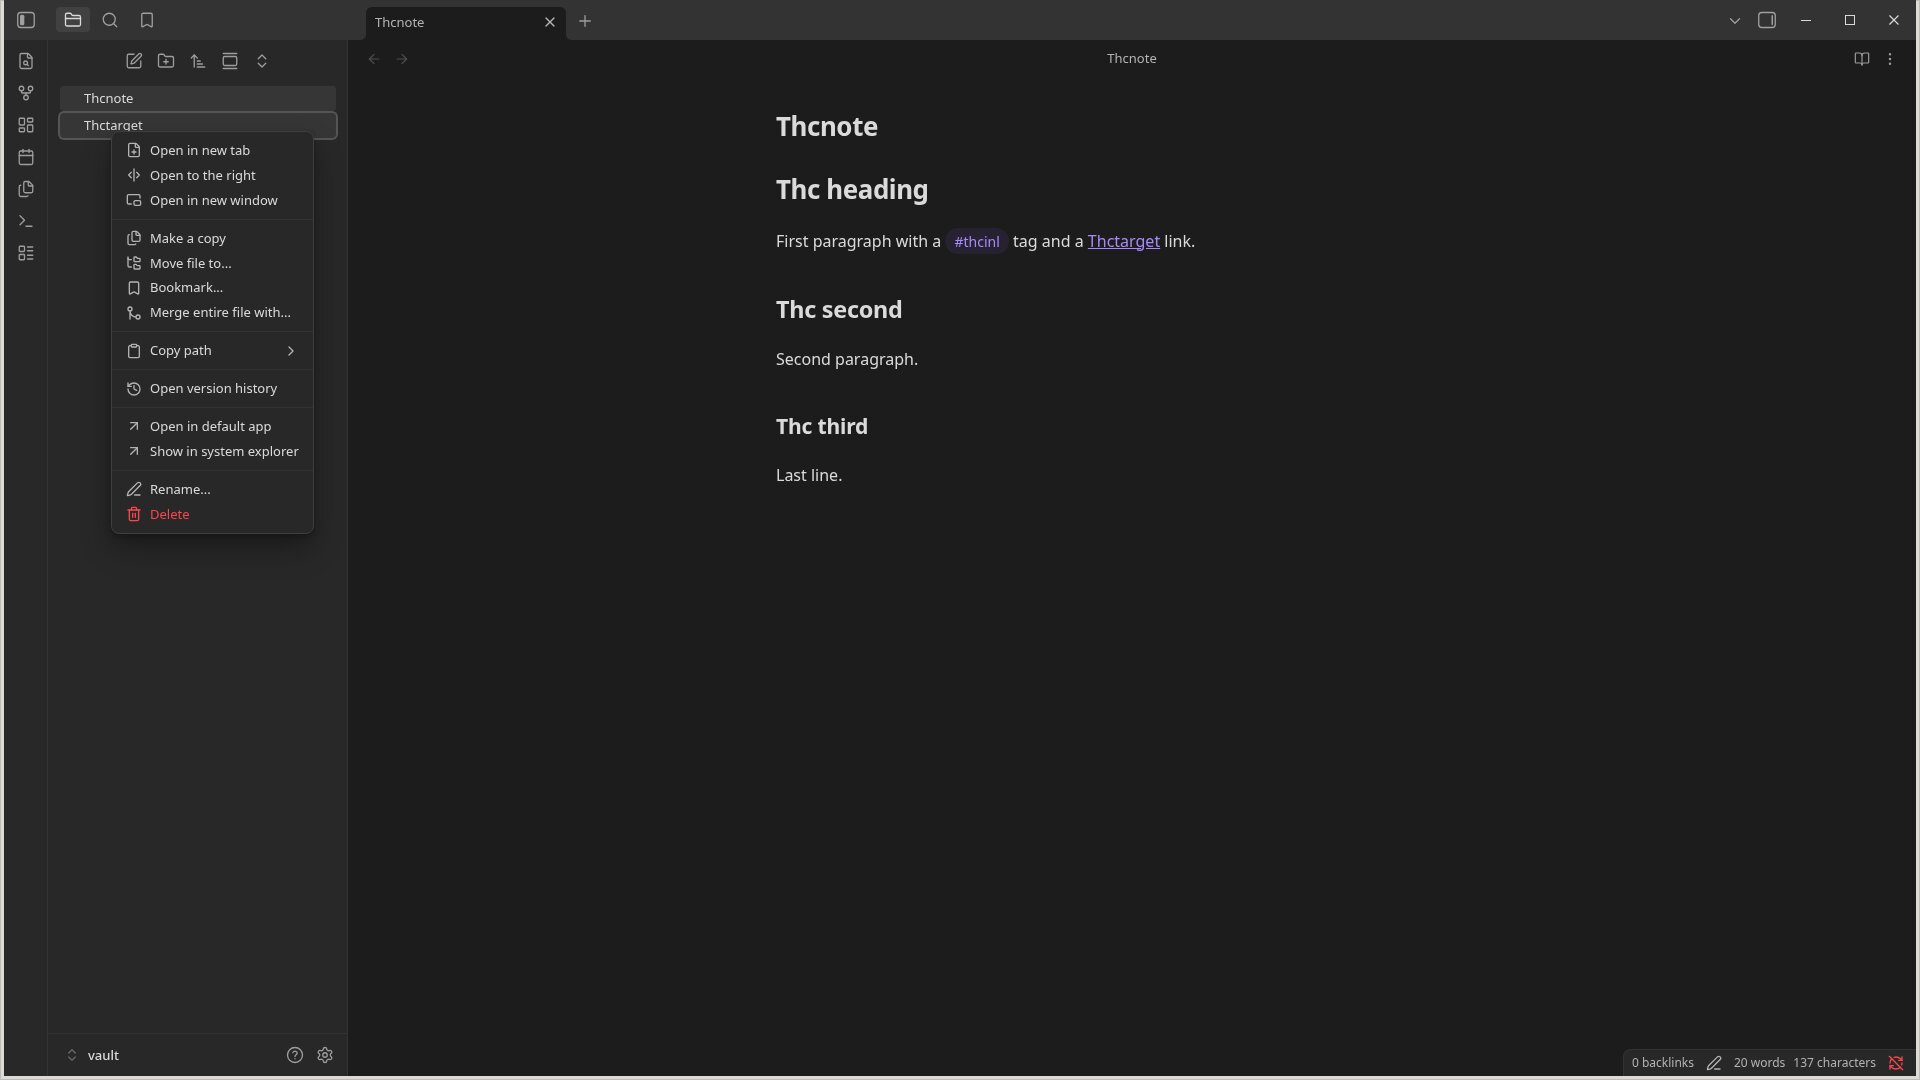 Thcnote
Thcnote
Thcnote
Thctarget
Open in new tab
Open to the right
Open in new window
Make a copy
Move file to...
Bookmark...
Merge entire file with...
Copy path
Open version history
Open in default app
Show in system explorer
Rename...
Delete
Thcnote
Thc heading
First paragraph with a #thcinl tag and a Thctarget link.
Thc second
Second paragraph.
Thc third
Last line.
vault
0 backlinks 20 words 137 characters